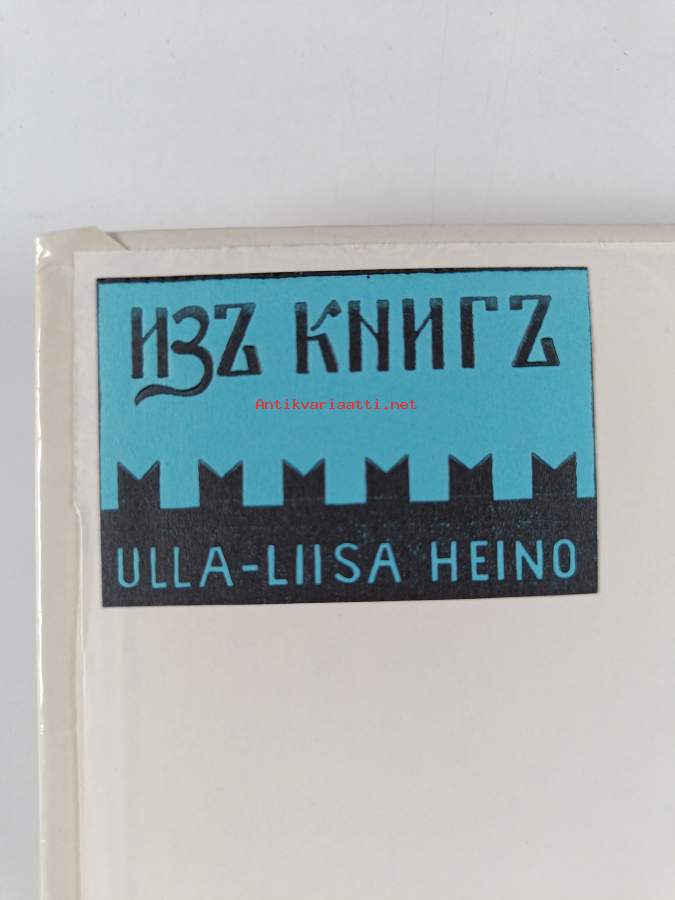 ИЗЪ КНИГЪ
Antikvariaatti.net
ULLA-LIISA HEINO